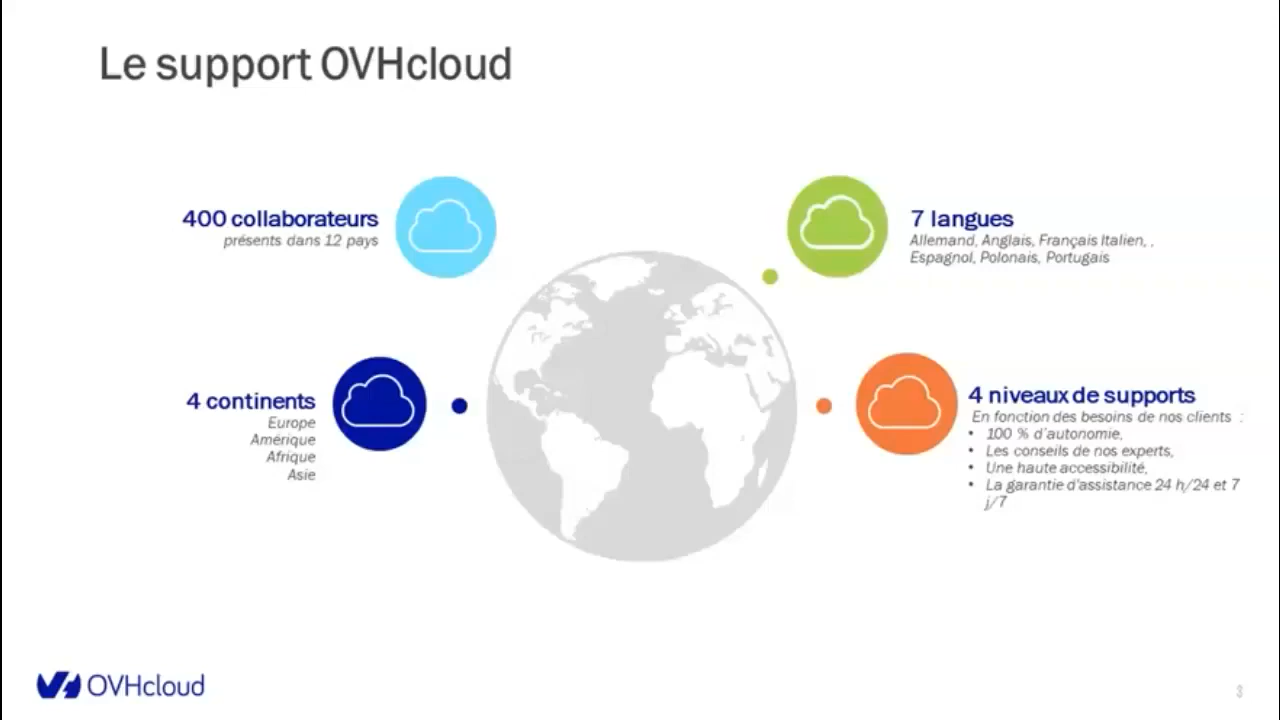 Le support OVHcloud
400 collaborateurs
présents dans 12 pays
7 langues
Allemand, Anglais, Français Italien, ,
Espagnol, Polonais, Portugais
4 continents
Europe
Amérique
Afrique
Asie
4 niveaux de supports
En fonction des besoins de nos clients :
• 100 % d'autonomie,
• Les conseils de nos experts,
• Une haute accessibilité,
• La garantie d'assistance 24 h/24 et 7
j/7
OVHcloud
3